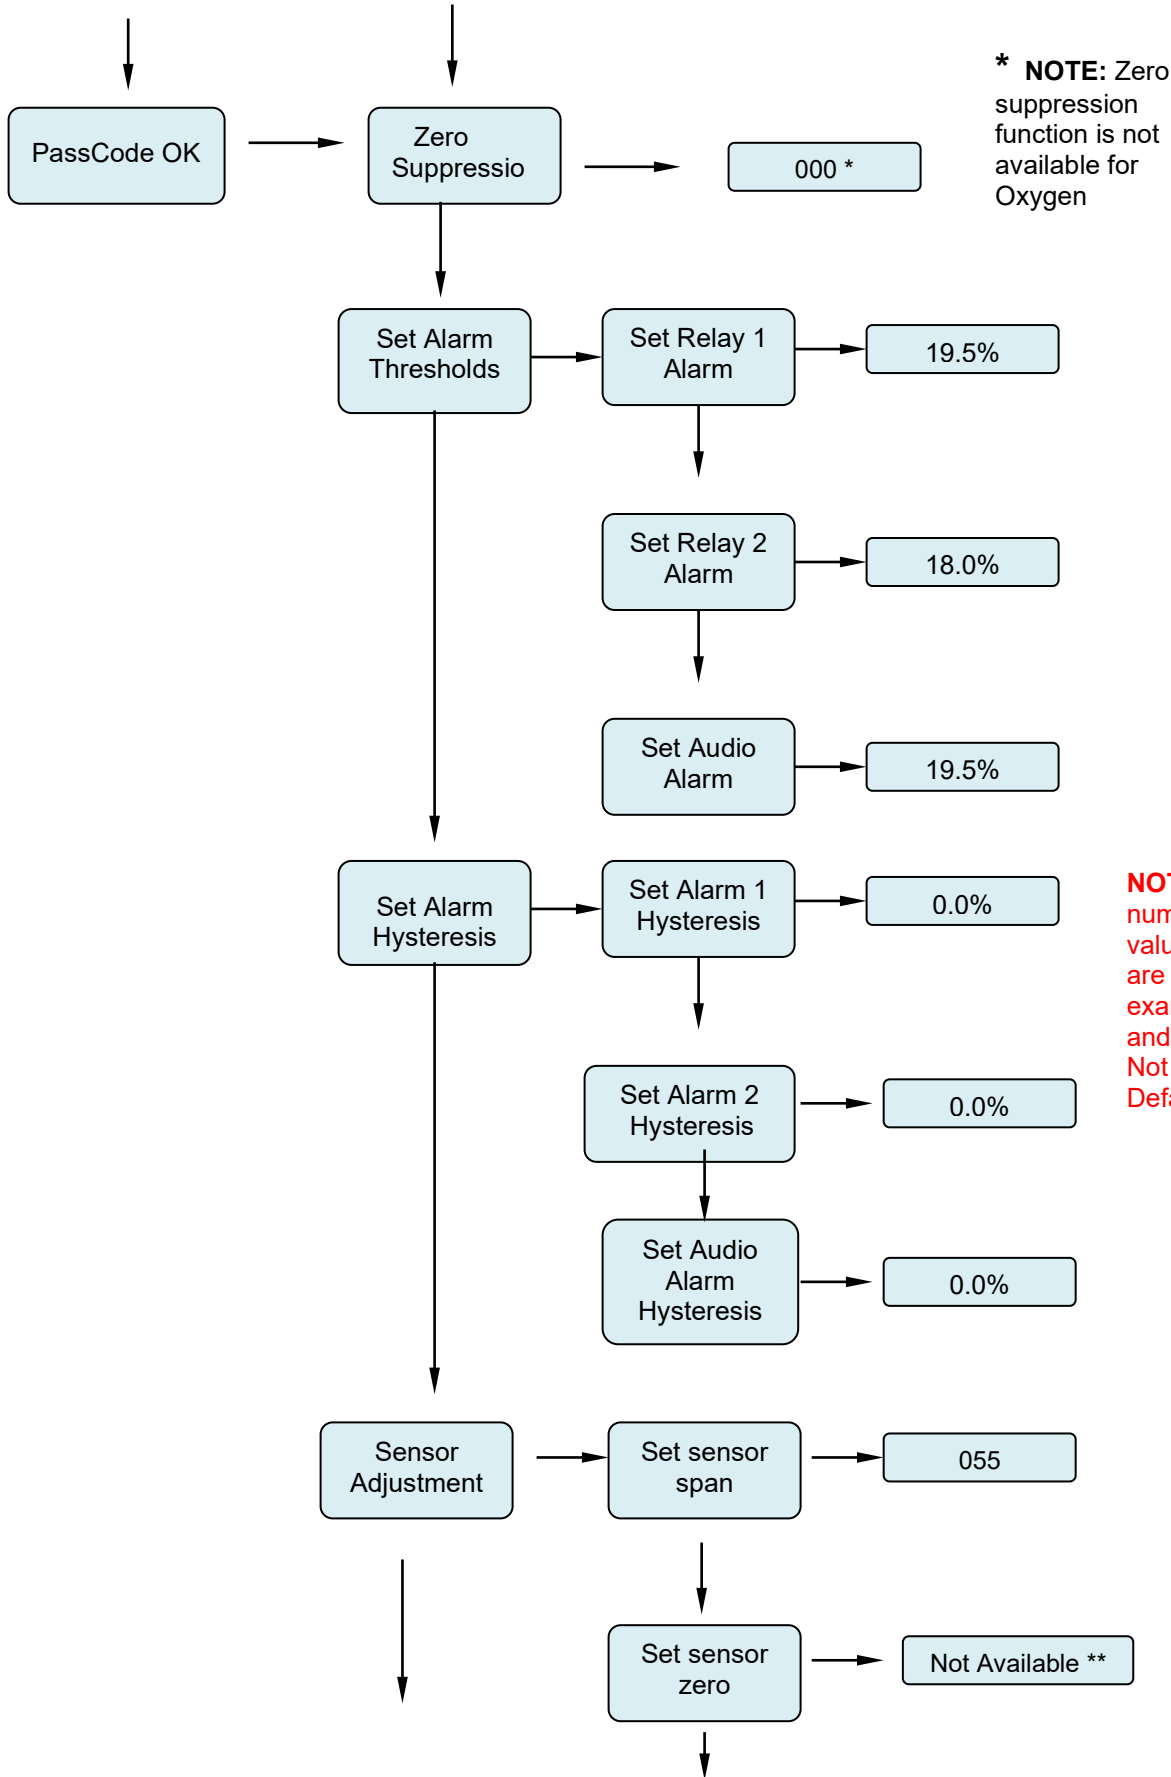 * NOTE: Zero
suppression
function is not
available for
Oxygen
PassCode OK
Zero
Suppressio
000 *
Set Alarm
Thresholds
Set Relay 1
Alarm
19.5%
Set Relay 2
Alarm
18.0%
Set Audio
Alarm
19.5%
Set Alarm
Hysteresis
Set Alarm 1
Hysteresis
0.0%
are
and
Not
Set Alarm 2
Hysteresis
0.0%
Set Audio
Alarm
Hysteresis
0.0%
Sensor
Adjustment
Set sensor
span
055
Set sensor
zero
Not Available **